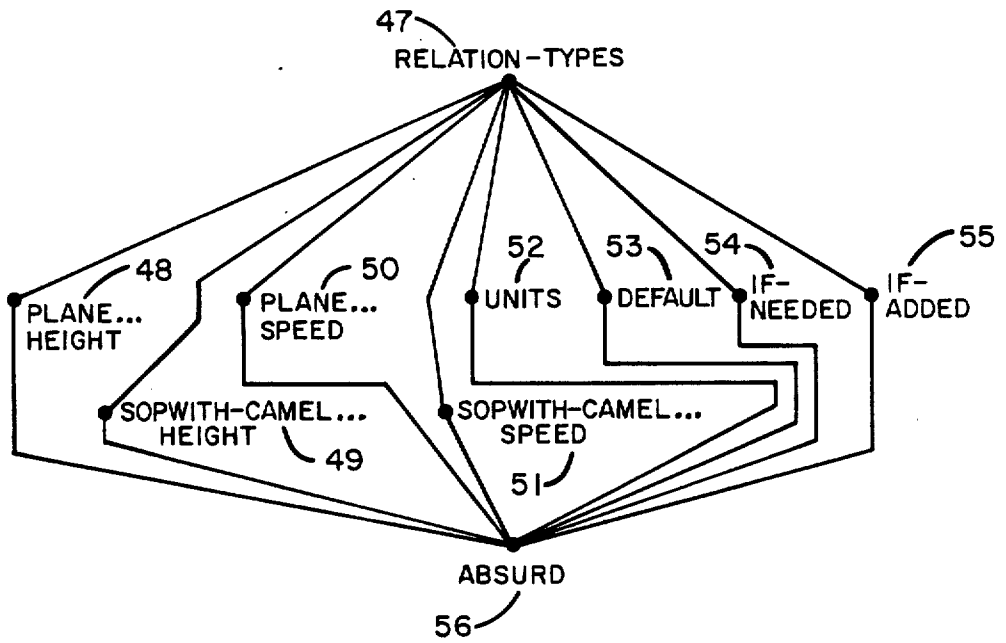 47
RELATION-TYPES
48
50
52
53
54
55
PLANE...
HEIGHT
PLANE...
SPEED
UNITS
DEFAULT
IF-
NEEDED
IF-
ADDED
SOPWITH-CAMEL...
HEIGHT
49
SOPWITH-CAMEL...
SPEED
51
ABSURD
56